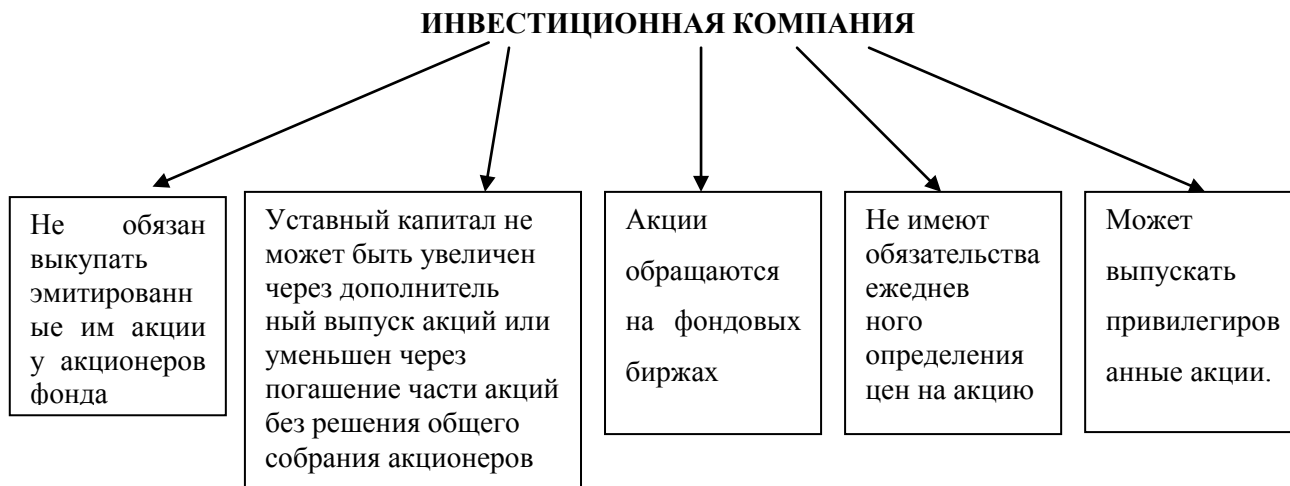 ИНВЕСТИЦИОННАЯ КОМПАНИЯ
Не обязан
выкупать
эмитированн
ые им акции
у акционеров
фонда
Уставный капитал не
может быть увеличен
через дополнитель
ный выпуск акций или
уменьшен через
погашение части акций
без решения общего
собрания акционеров
Акции
обращаются
на фондовых
биржах
Не имеют
обязательства
ежеднев
ного
определения
цен на акцию
Может
выпускать
привилегиров
анные акции.